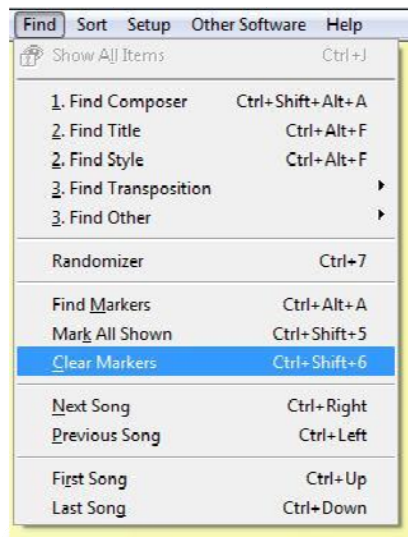 Find Sort Setup Other Software Help
Show All Items Ctrl+J
1. Find Composer Ctrl+Shift+Alt+A
2. Find Title Ctrl+Alt+F
2. Find Style Ctrl+Alt+F
3. Find Transposition
3. Find Other
Randomizer Ctrl+7
Find Markers Ctrl+Alt+A
Mark All Shown Ctrl+Shift+5
Clear Markers Ctrl+Shift+6
Next Song Ctrl+Right
Previous Song Ctrl+Left
First Song Ctrl+Up
Last Song Ctrl+Down